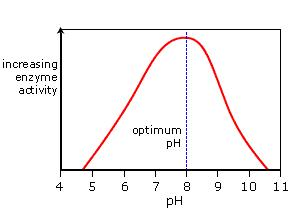 increasing
enzyme
activity
optimum
pH
4 5 6 7 8 9 10 11
pH